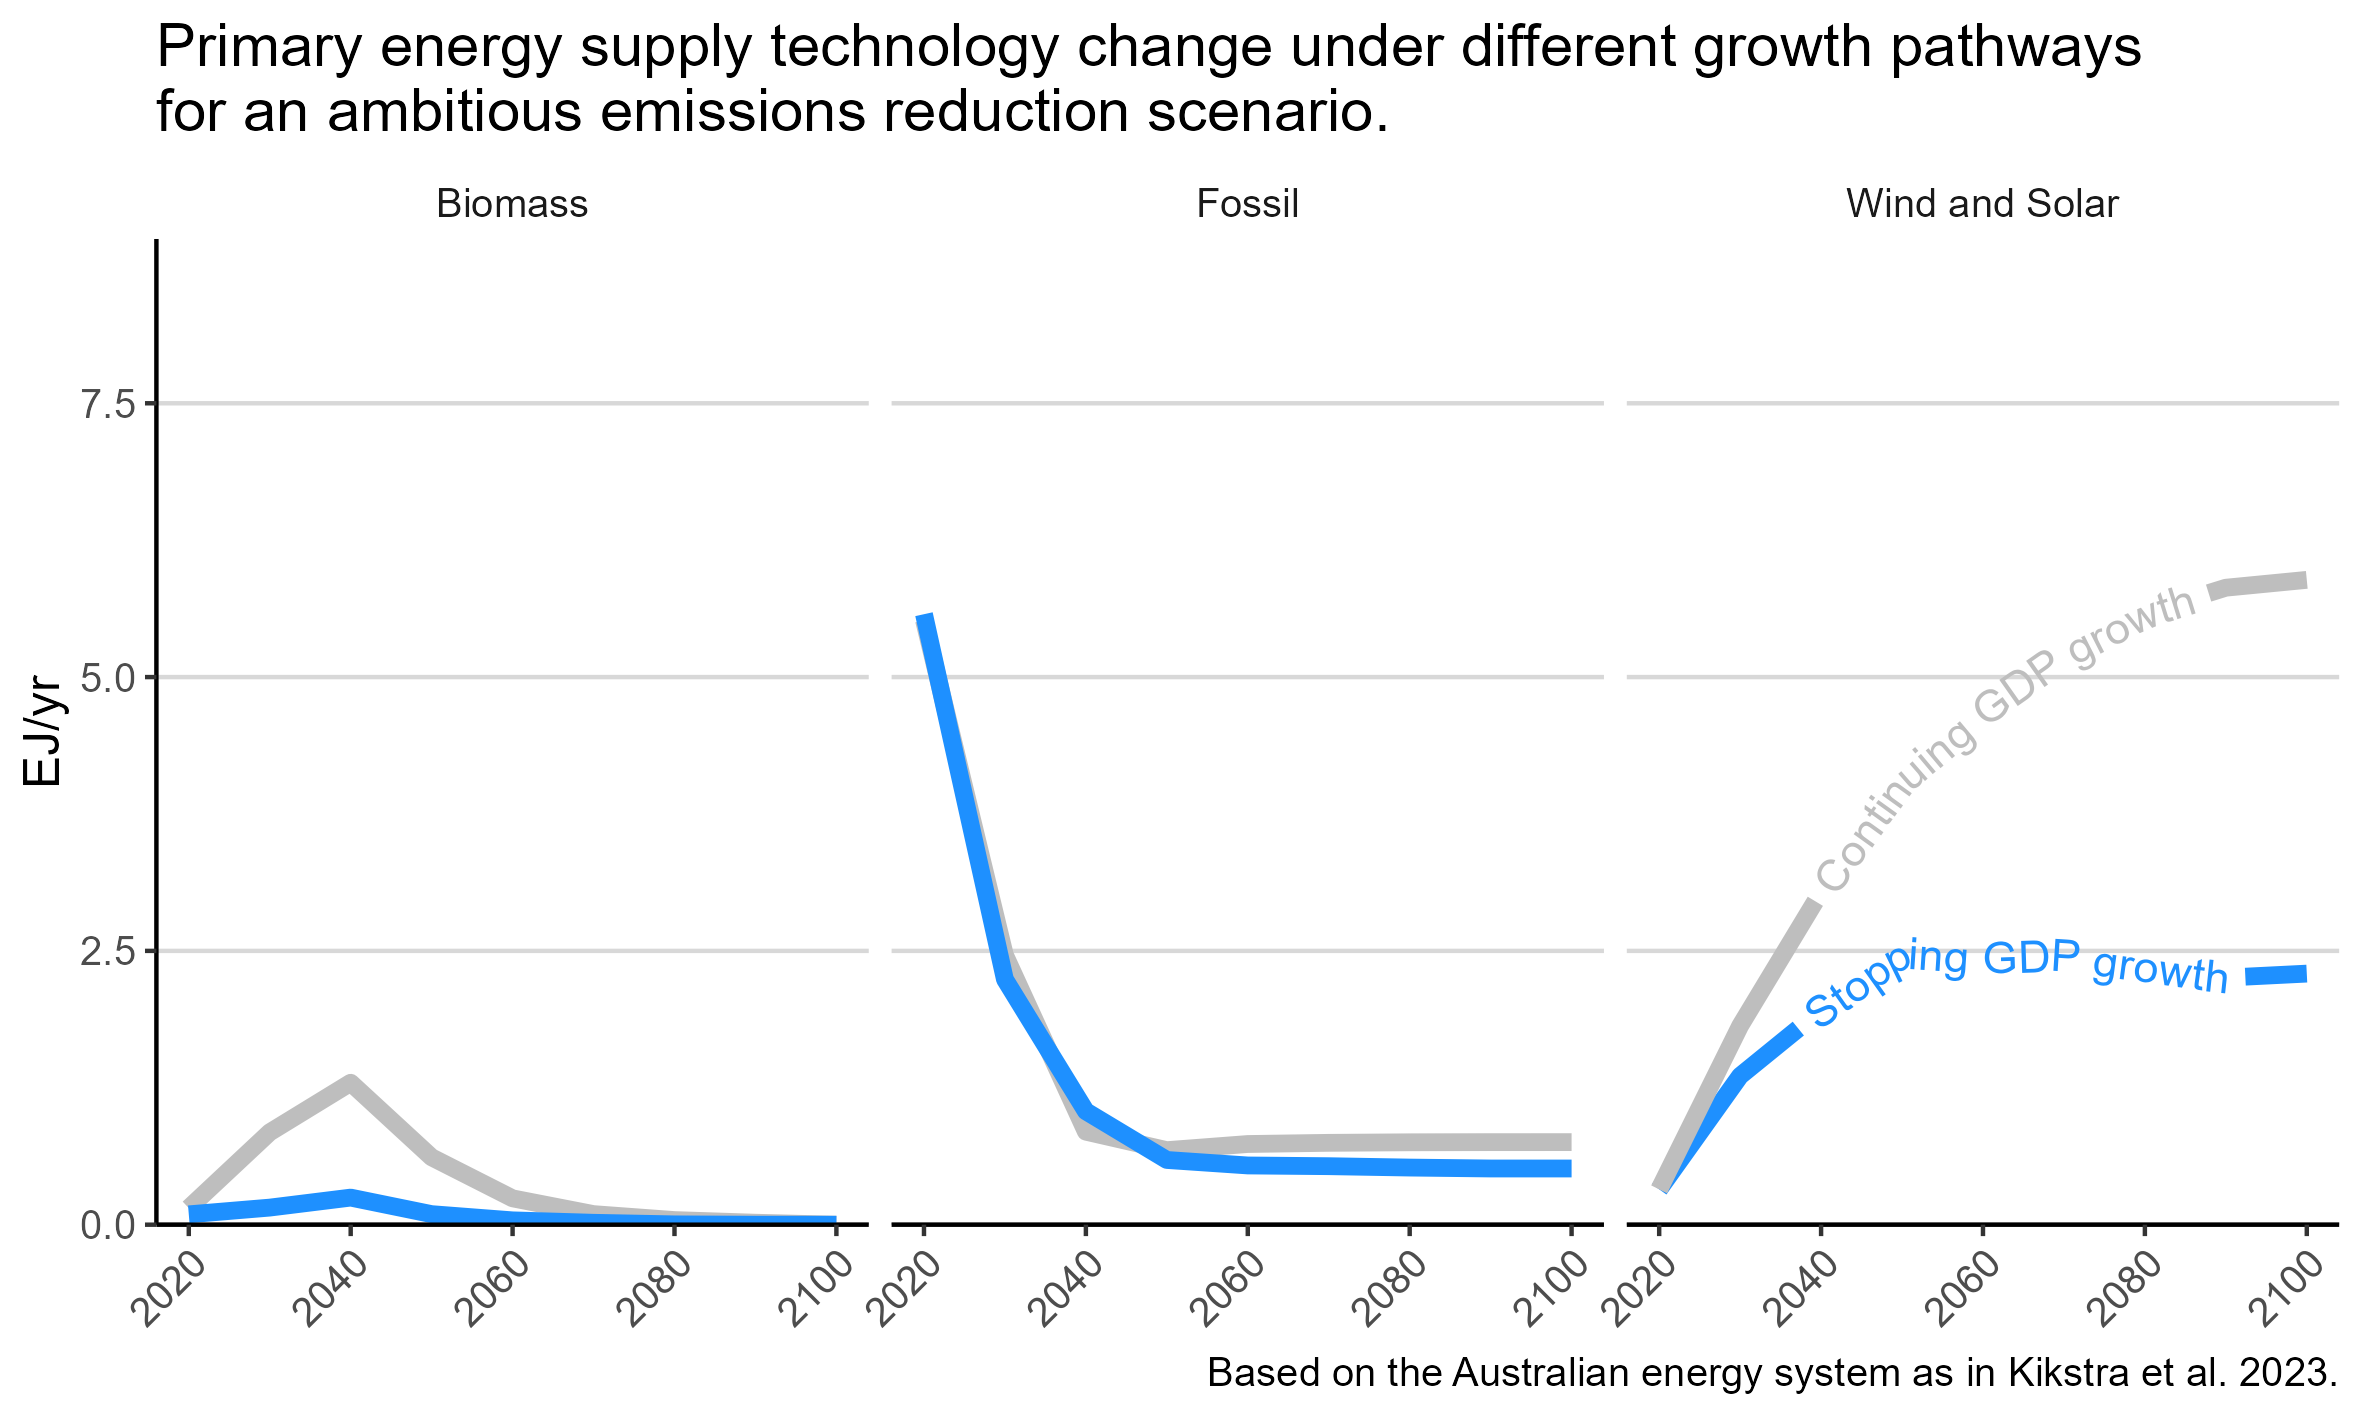 Primary energy supply technology change under different growth pathways
for an ambitious emissions reduction scenario.
Biomass
Fossil
Wind and Solar
EJ/yr
7.5
5.0
2.5
0.0
Continuing GDP growth
Stopping GDP growth
2020 2040 2060 2080 2100
2020 2040 2060 2080 2100
2020 2040 2060 2080 2100
Based on the Australian energy system as in Kikstra et al. 2023.